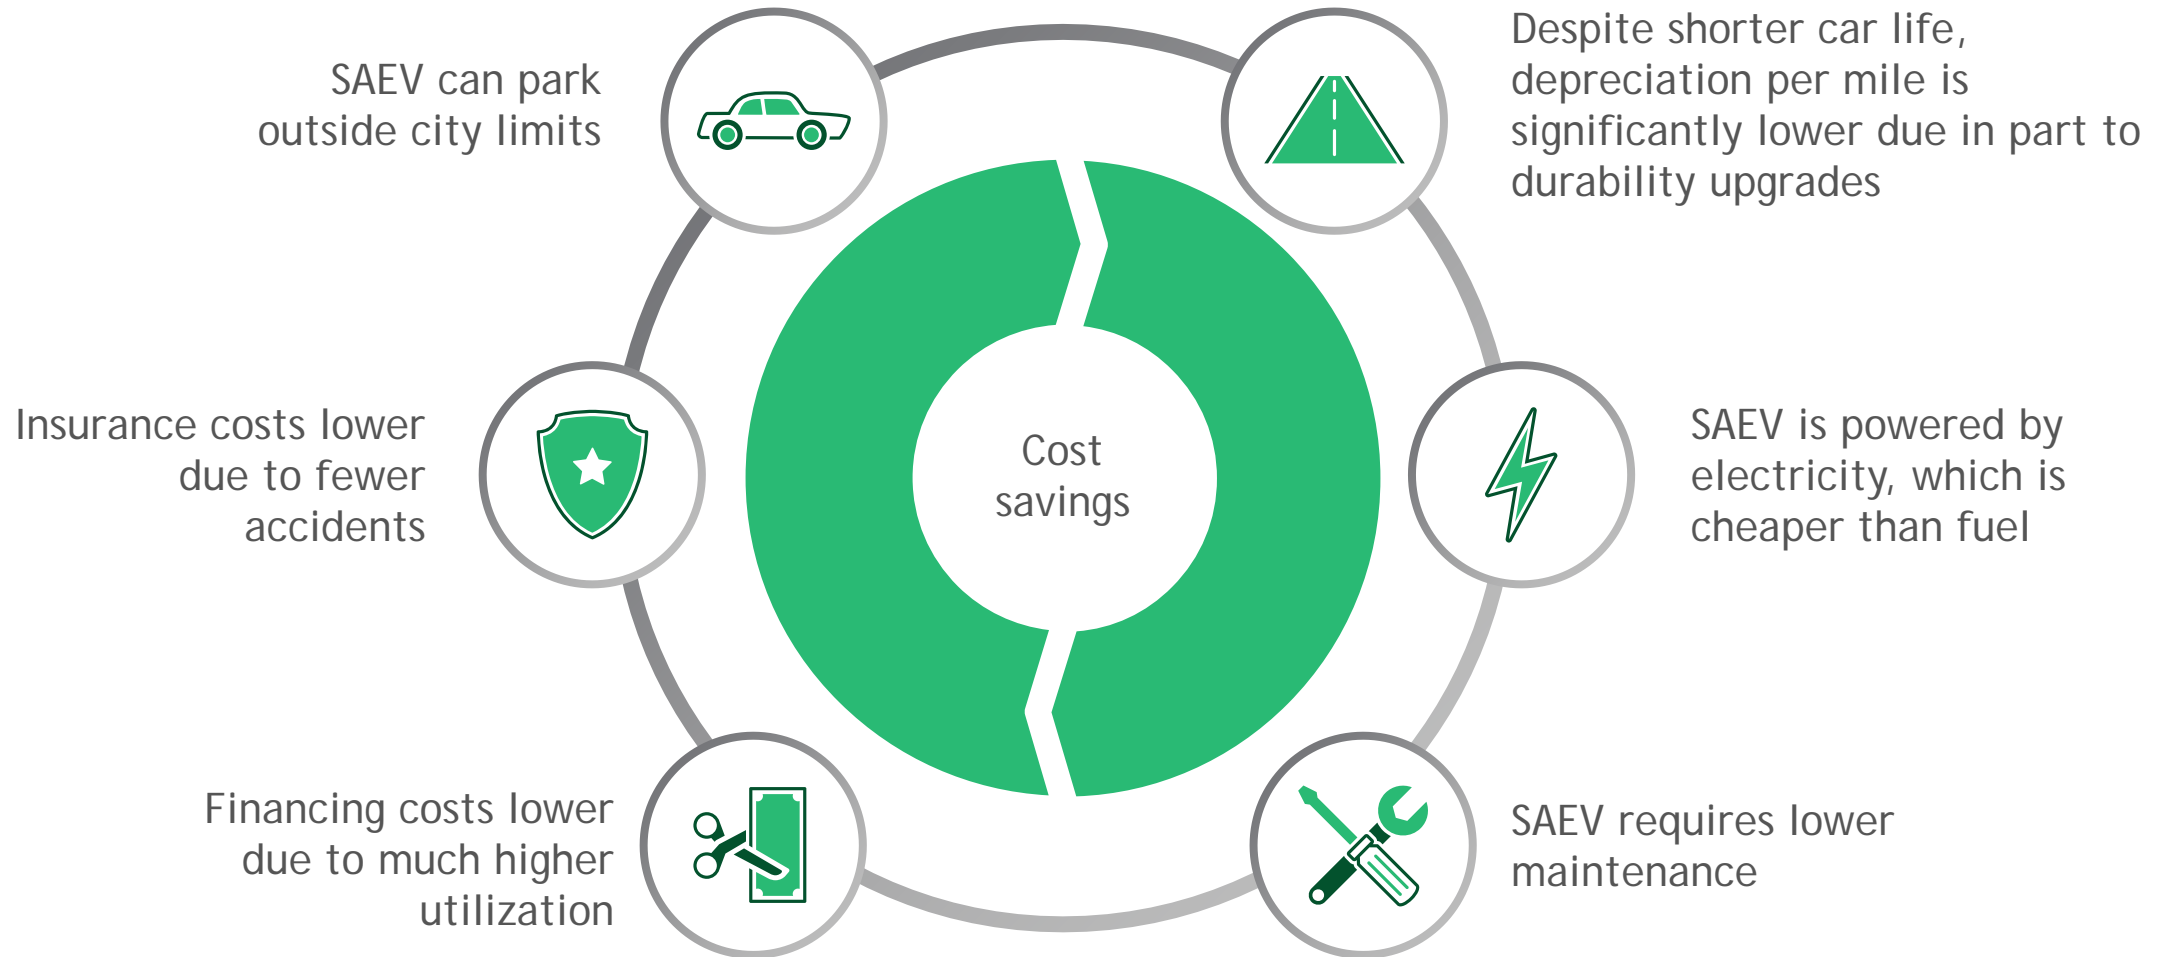 SAEV can park
outside city limits
Despite shorter car life,
depreciation per mile is
significantly lower due in part to
durability upgrades
Insurance costs lower
due to fewer
accidents
Cost
savings
SAEV is powered by
electricity, which is
cheaper than fuel
Financing costs lower
due to much higher
utilization
SAEV requires lower
maintenance